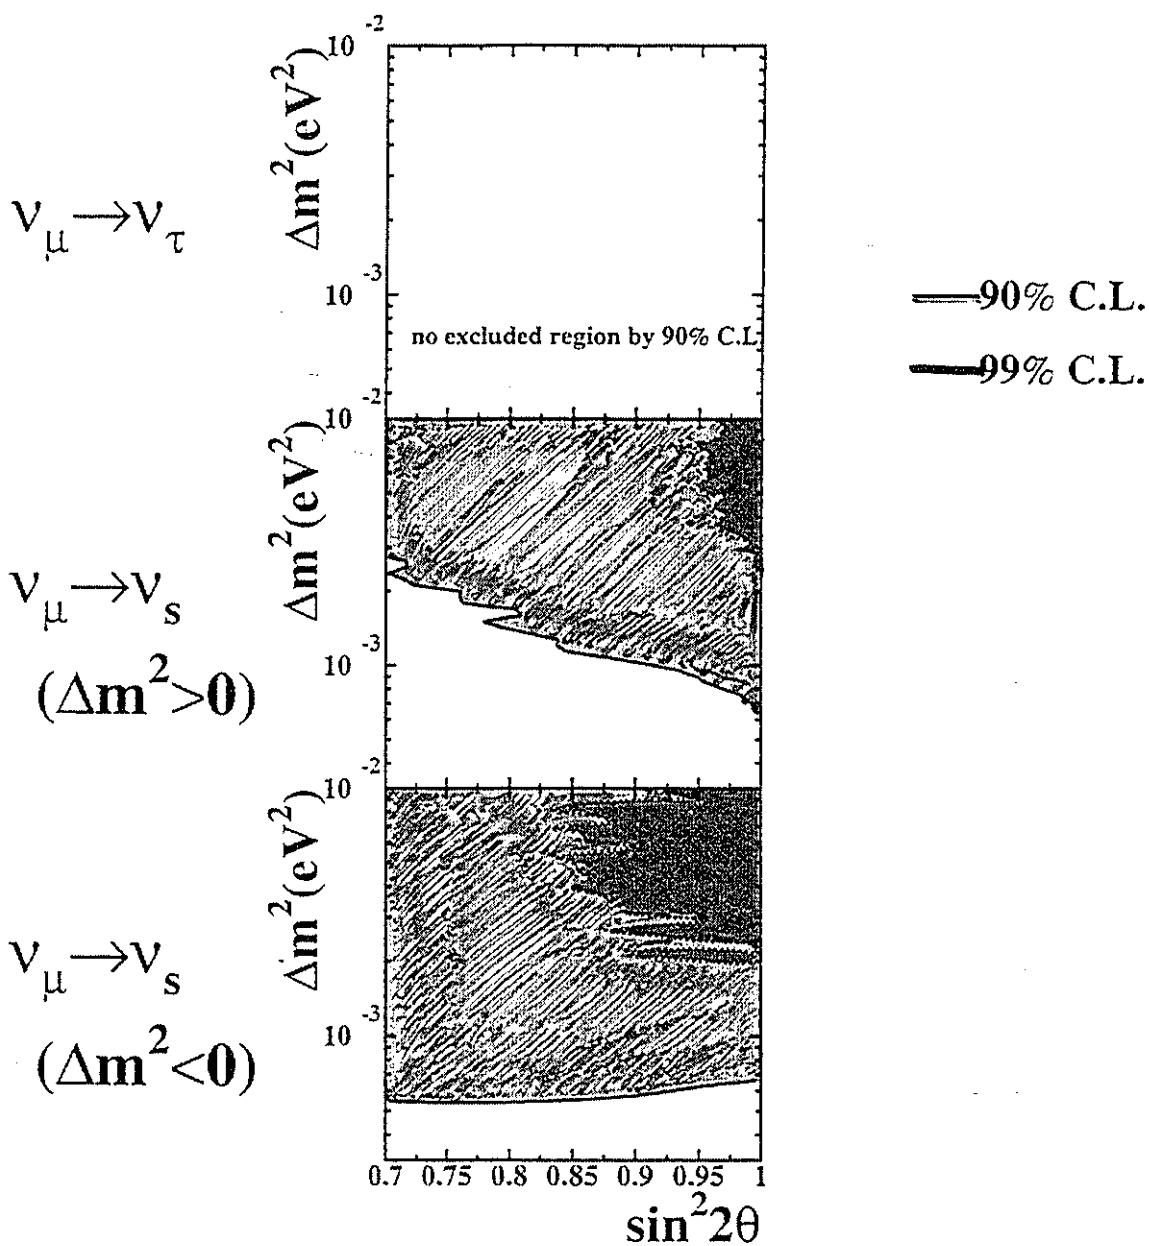 10⁻²
Δm²(eV²)
ν_μ→ν_τ
10⁻³
no excluded region by 90% C.L
90% C.L.
99% C.L.
10⁻²
Δm²(eV²)
ν_μ→ν_s
(Δm²>0)
10⁻³
10⁻²
Δm²(eV²)
ν_μ→ν_s
(Δm²<0)
10⁻³
0.7 0.75 0.8 0.85 0.9 0.95 1
sin²2θ